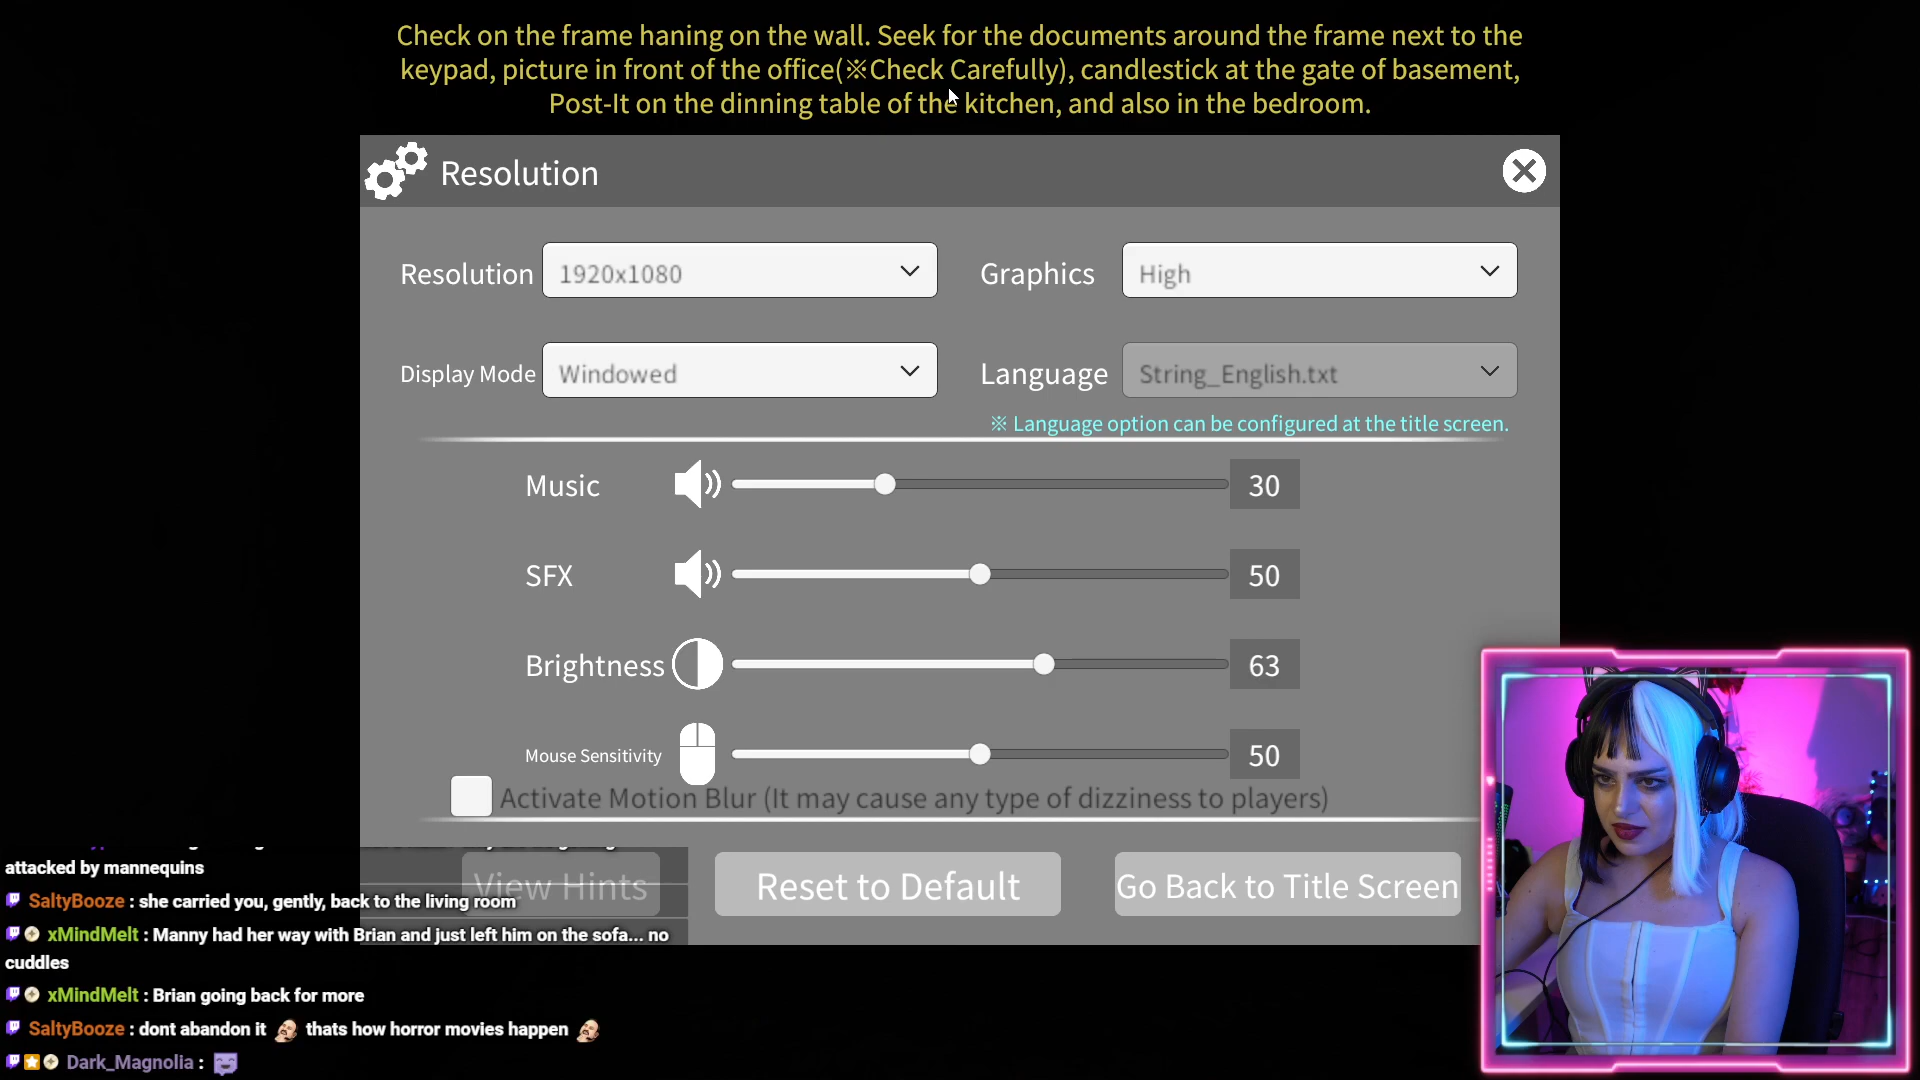 Check on the frame haning on the wall. Seek for the documents around the frame next to the
keypad, picture in front of the office(※Check Carefully), candlestick at the gate of basement,
Post-It on the dinning table of the kitchen, and also in the bedroom.
Resolution
Resolution 1920x1080 Graphics High
Display Mode Windowed Language String_English.txt
※ Language option can be configured at the title screen.
Music 30
SFX 50
Brightness 63
Mouse Sensitivity 50
Activate Motion Blur (It may cause any type of dizziness to players)
View Hints Reset to Default Go Back to Title Screen
attacked by mannequins
SaltyBooze : she carried you, gently, back to the living room
xMindMelt : Manny had her way with Brian and just left him on the sofa... no
cuddles
xMindMelt : Brian going back for more
SaltyBooze : dont abandon it thats how horror movies happen
Dark_Magnolia :